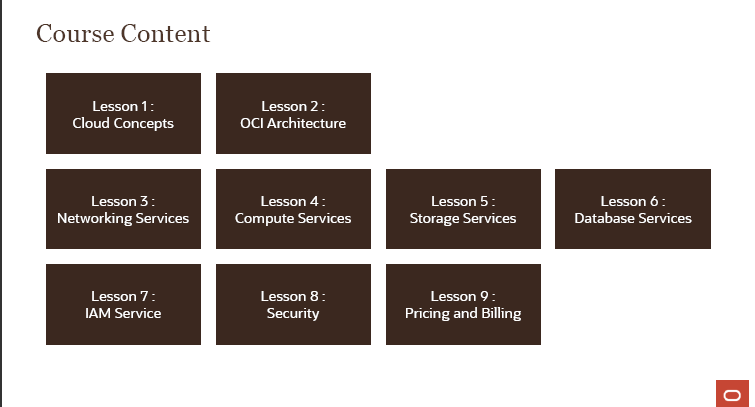 Course Content
Lesson 1 :
Cloud Concepts
Lesson 2 :
OCI Architecture
Lesson 3 :
Networking Services
Lesson 4 :
Compute Services
Lesson 5 :
Storage Services
Lesson 6 :
Database Services
Lesson 7 :
IAM Service
Lesson 8 :
Security
Lesson 9 :
Pricing and Billing